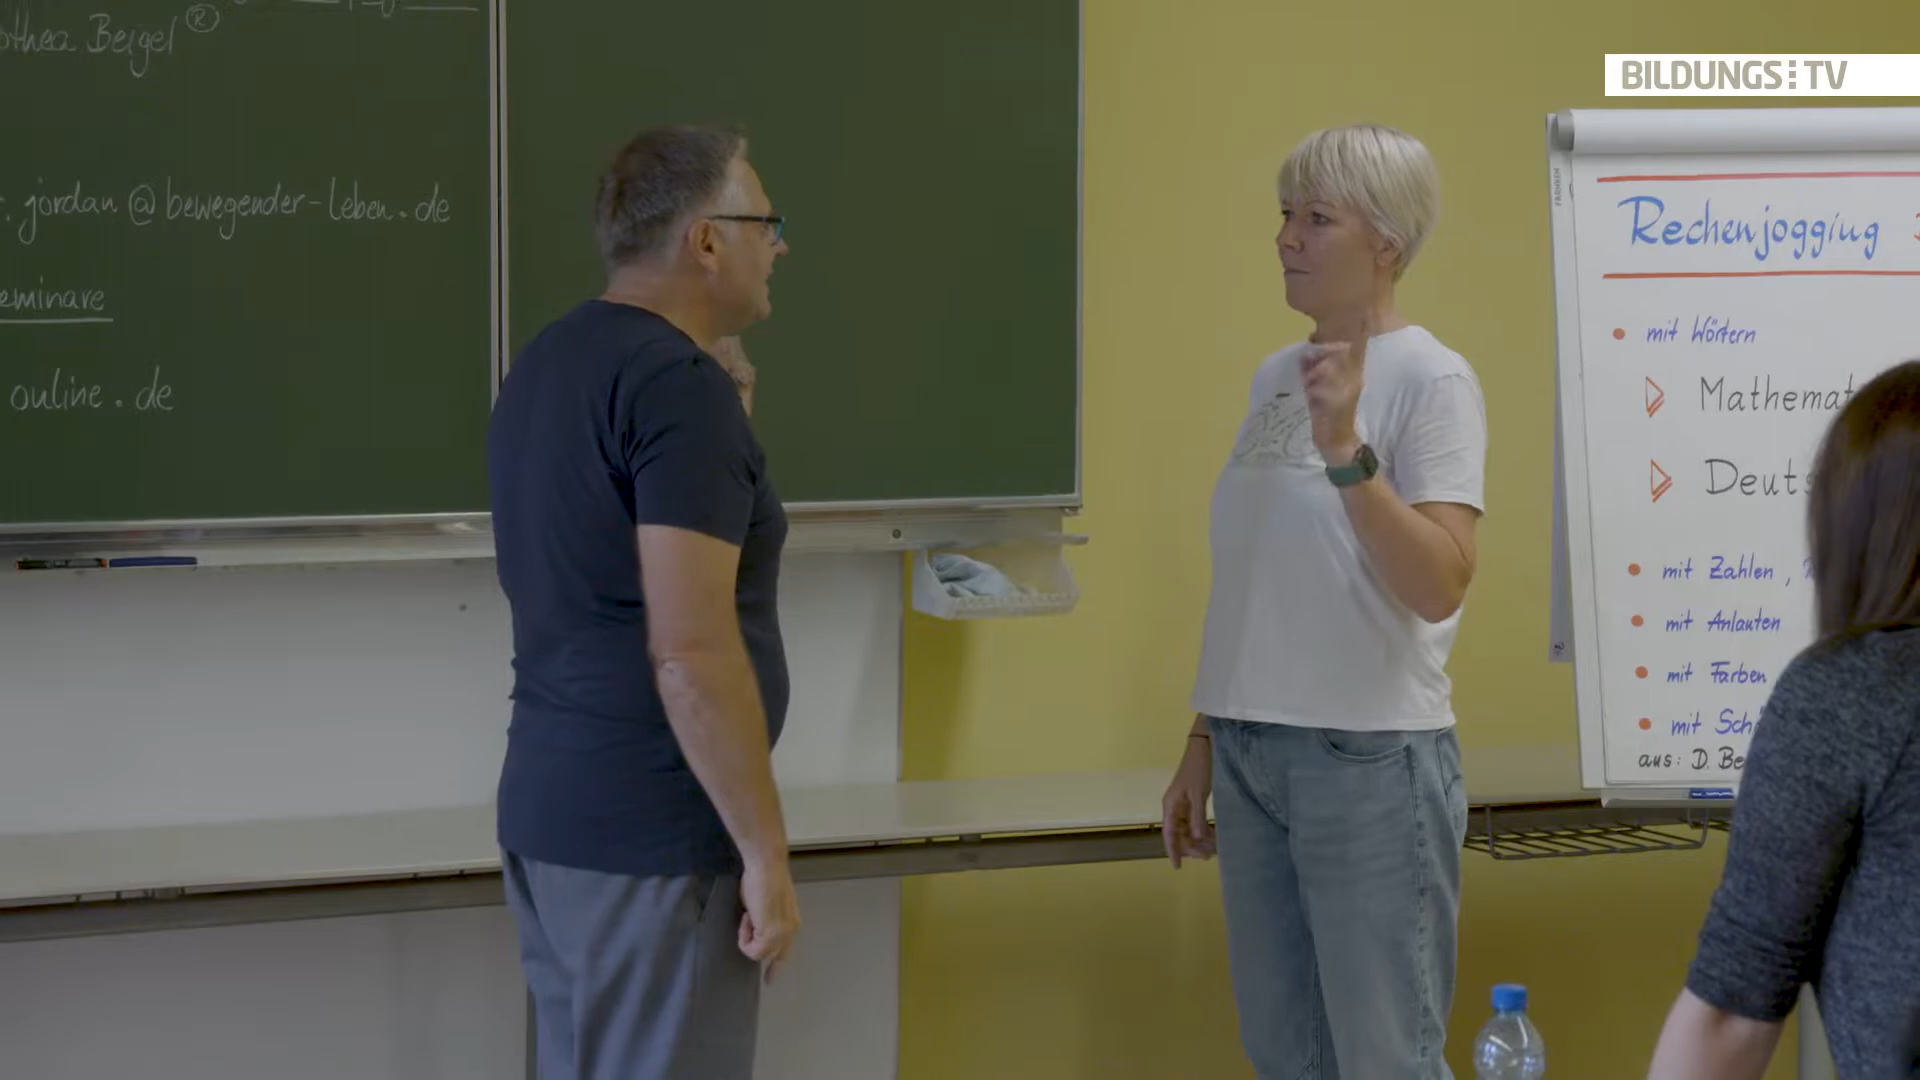 othea Beigel ®
BILDUNGS:TV
r. jordan @ bewegender-leben.de
eminare
online.de
Rechenjogging
mit Wörtern
Mathemat
Deuts
mit Zahlen ,
mit Anlauten
mit Farben
mit Sch
aus: D. Be